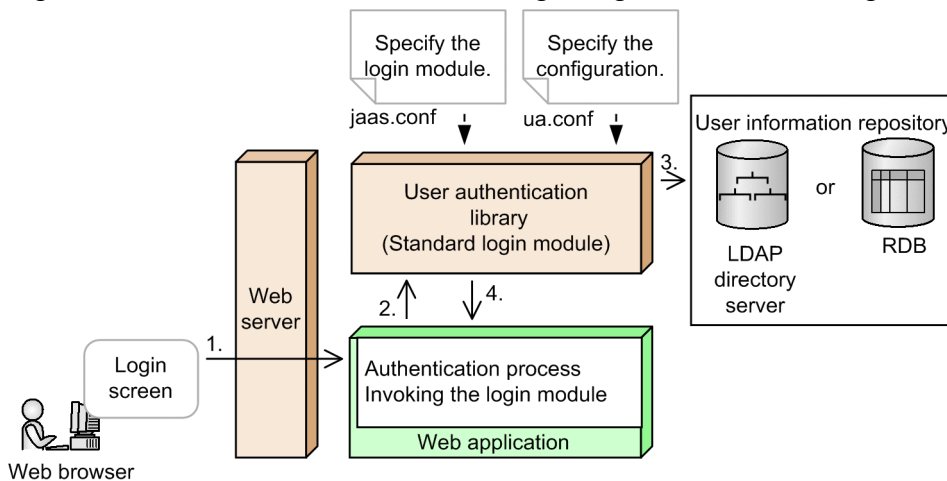 Specify the
login module.
jaas.conf
Specify the
configuration.
ua.conf
User information repository
LDAP
directory
server
or
RDB
3.
User authentication
library
(Standard login module)
2.
4.
Web
server
1.
Login
screen
Authentication process
Invoking the login module
Web application
Web browser